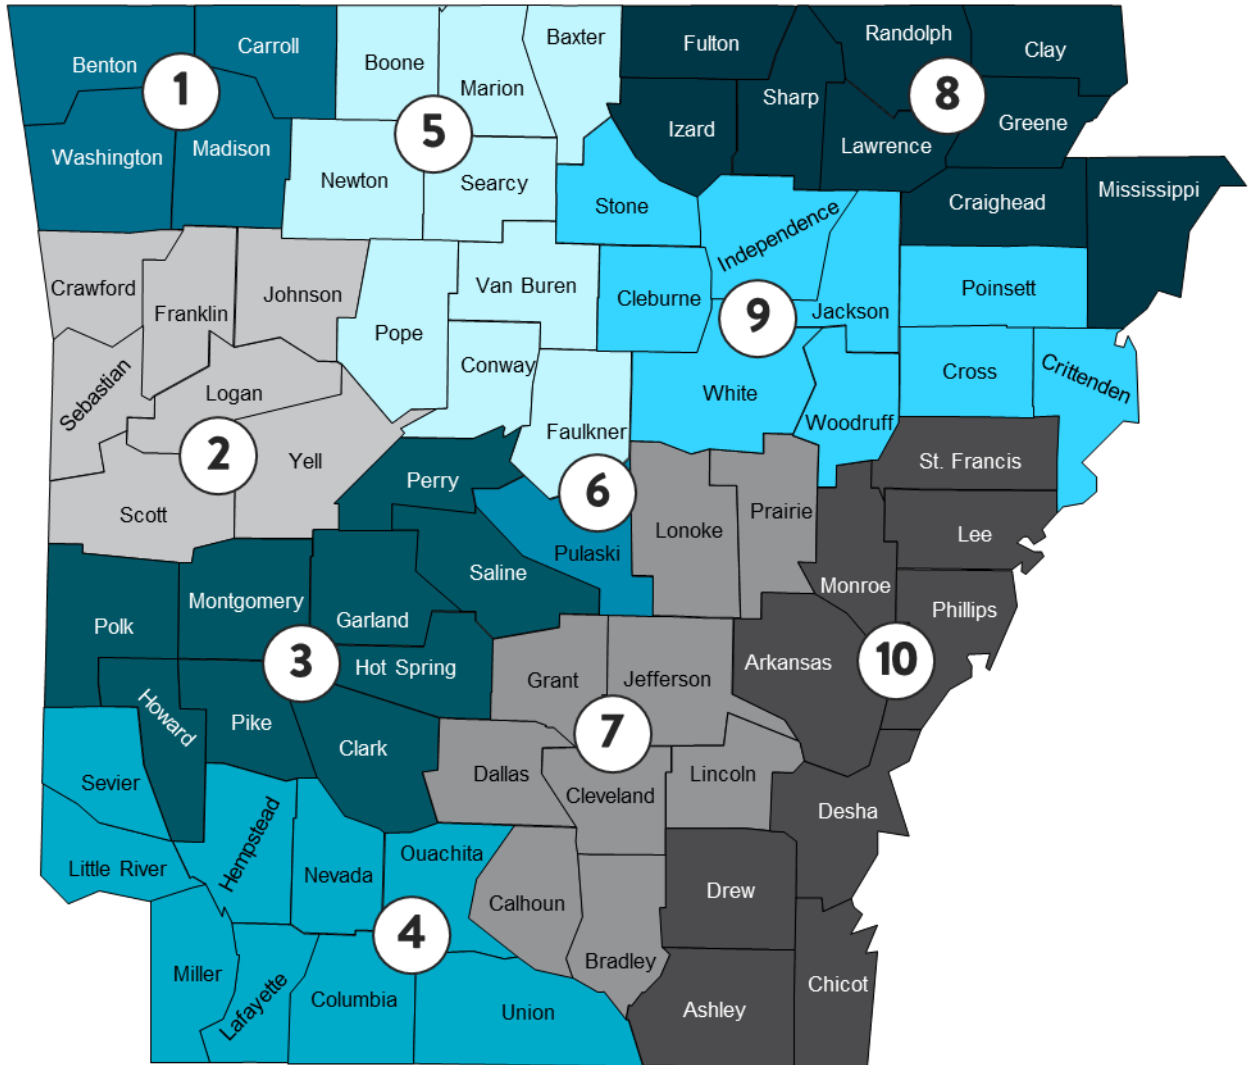 Benton
Carroll
Boone
Marion
Baxter
Fulton
Sharp
Randolph
Clay
1
5
8
Izard
Lawrence
Greene
Washington
Madison
Newton
Searcy
Stone
Independence
Craighead
Mississippi
Crawford
Franklin
Johnson
Pope
Van Buren
Cleburne
9
Jackson
Poinsett
Sebastian
Logan
Conway
White
Woodruff
Cross
Crittenden
2
Yell
Faulkner
Scott
Perry
6
Pulaski
Lonoke
Prairie
St. Francis
Lee
Polk
Montgomery
Garland
Saline
Monroe
Phillips
3
Hot Spring
Grant
Jefferson
Arkansas
10
Howard
Pike
Clark
7
Sevier
Dallas
Cleveland
Lincoln
Desha
Little River
Hempstead
Nevada
Ouachita
Calhoun
Drew
4
Miller
Lafayette
Columbia
Union
Bradley
Ashley
Chicot